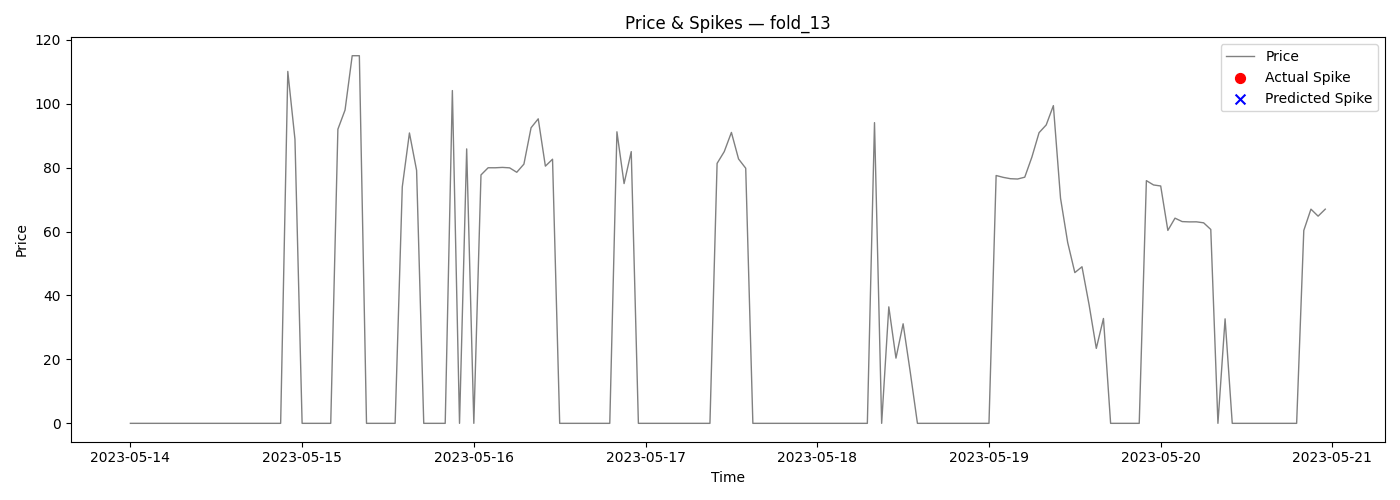 Price & Spikes — fold_13
Price
Actual Spike
Predicted Spike
120
100
80
60
40
20
0
Price
2023-05-14
2023-05-15
2023-05-16
2023-05-17
2023-05-18
2023-05-19
2023-05-20
2023-05-21
Time